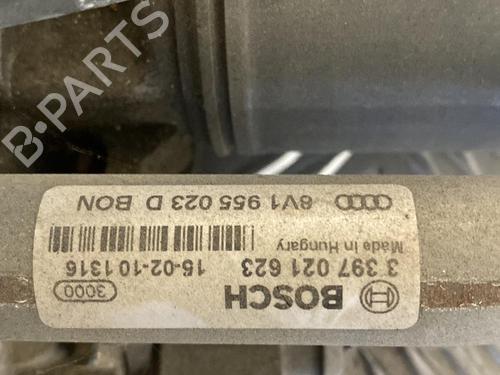 BOSCH
3000
3 397 021 623
15-02-10 1316
Made in Hungary
8V1 955 023 D BON
B-PARTS